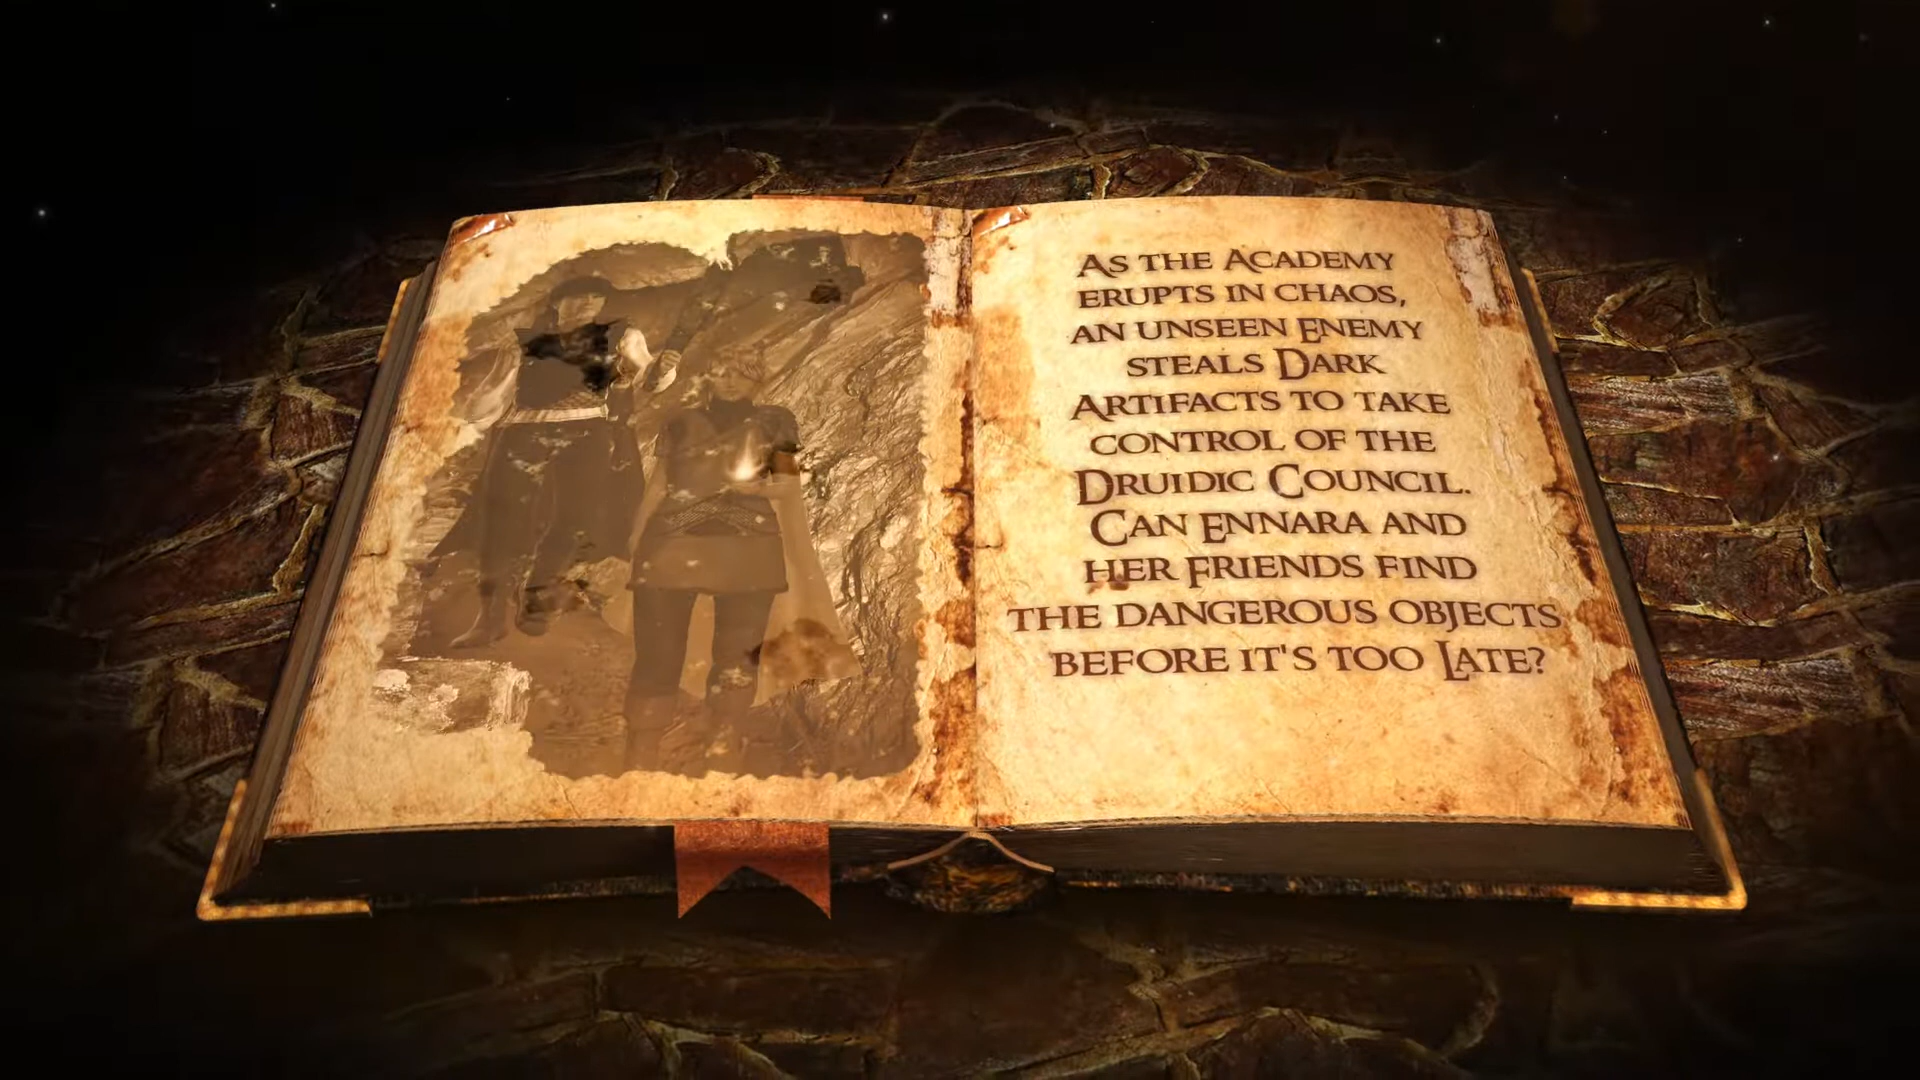 As the Academy
erupts in chaos,
an unseen Enemy
steals Dark
Artifacts to take
control of the
Druidic Council.
Can Ennara and
her friends find
the dangerous objects
before it's too Late?